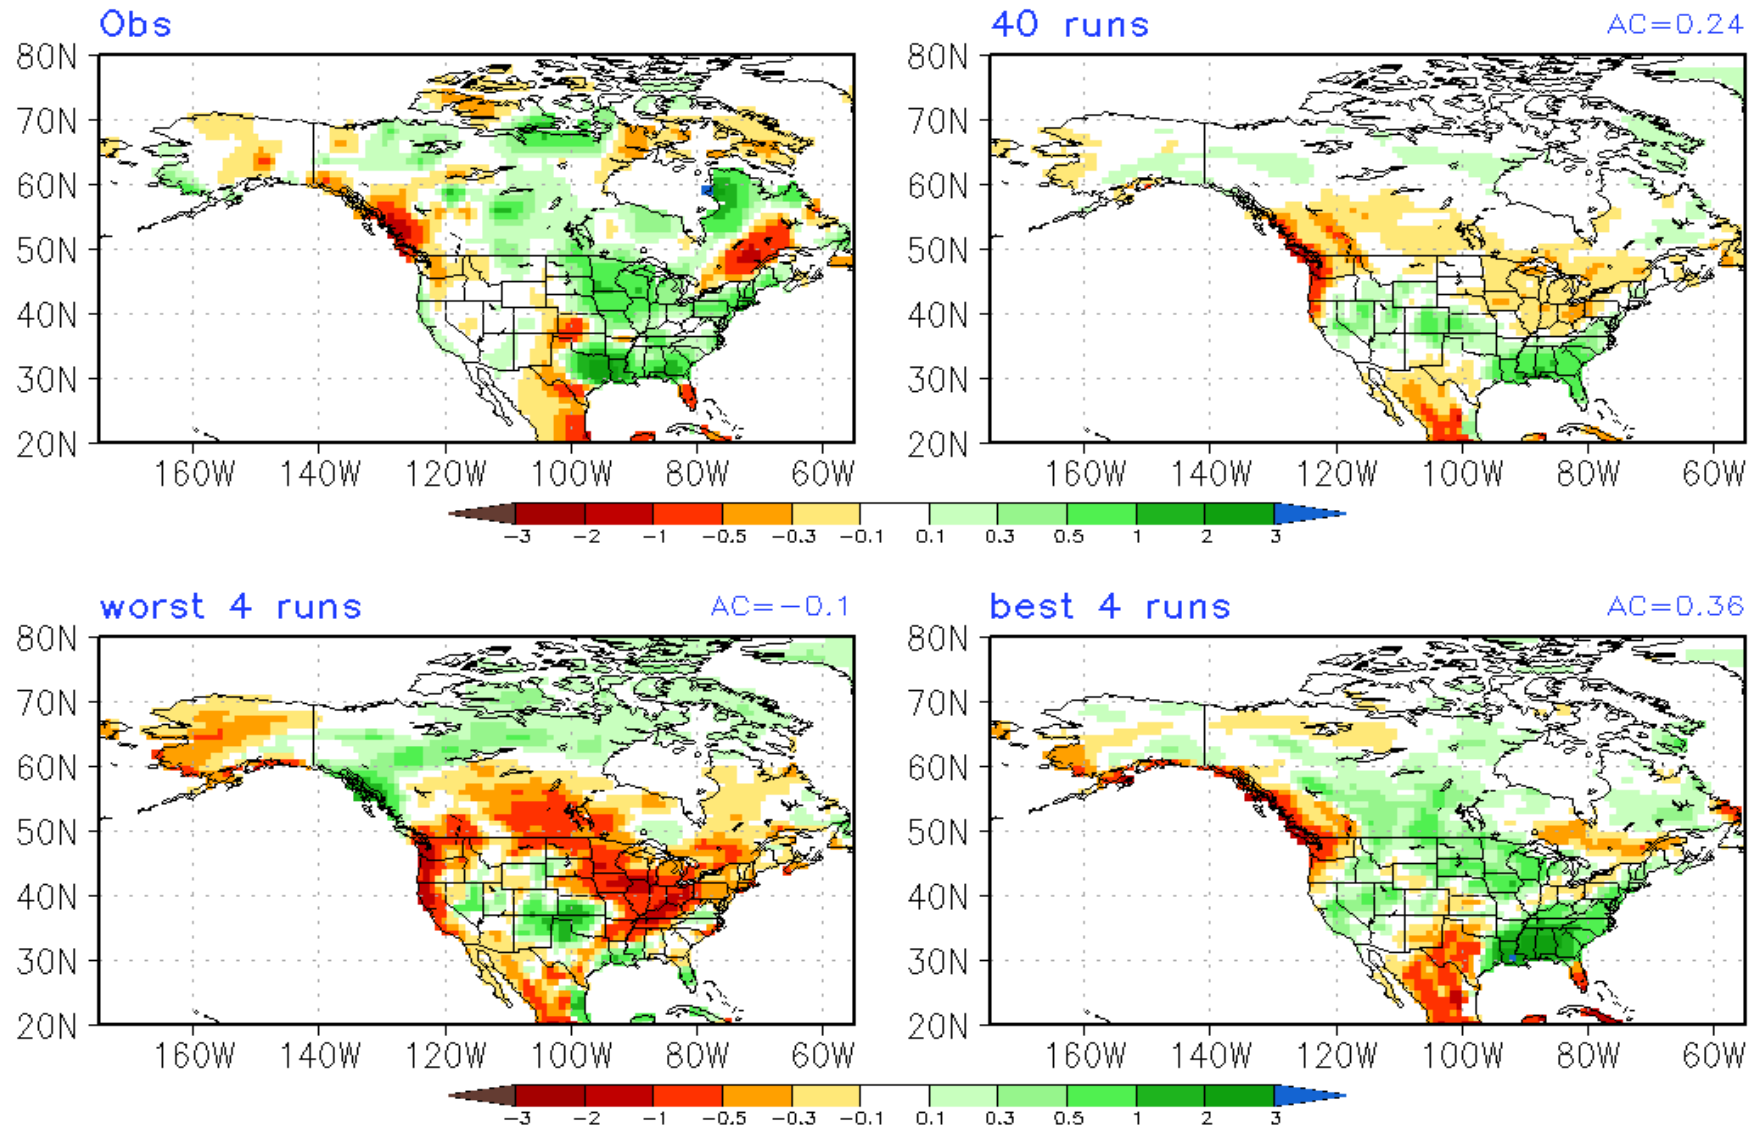 Obs
40 runs AC=0.24
80N 80N
70N 70N
60N 60N
50N 50N
40N 40N
30N 30N
20N 20N
160W 140W 120W 100W 80W 60W 160W 140W 120W 100W 80W 60W
-3 -2 -1 -0.5 -0.3 -0.1 0.1 0.3 0.5 1 2 3
worst 4 runs AC=-0.1
best 4 runs AC=0.36
80N 80N
70N 70N
60N 60N
50N 50N
40N 40N
30N 30N
20N 20N
160W 140W 120W 100W 80W 60W 160W 140W 120W 100W 80W 60W
-3 -2 -1 -0.5 -0.3 -0.1 0.1 0.3 0.5 1 2 3